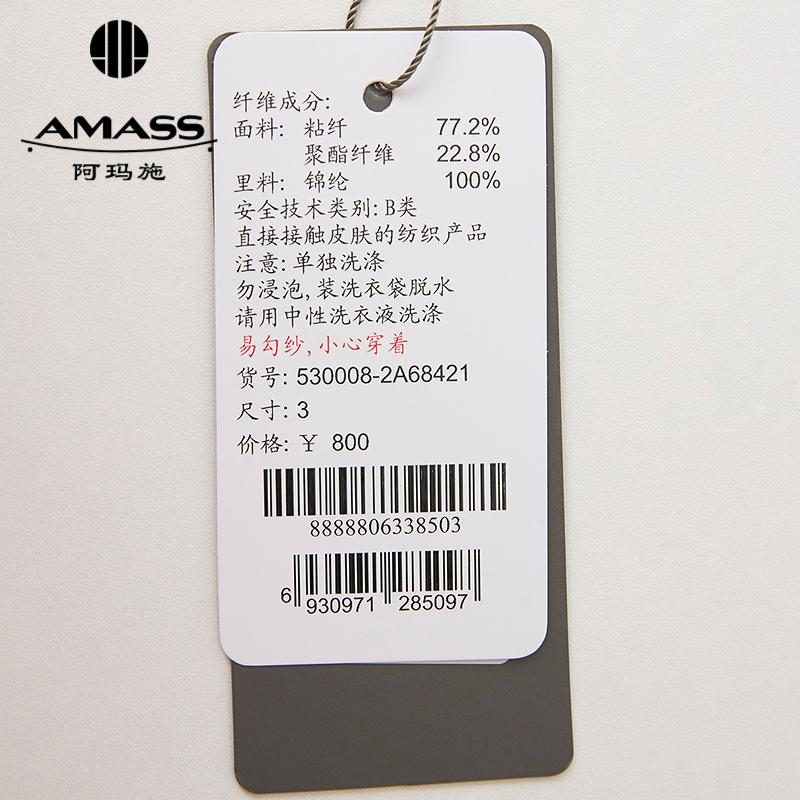 AMASS
阿玛施
纤维成分:
面料: 粘纤 77.2%
聚酯纤维 22.8%
里料: 锦纶 100%
安全技术类别: B类
直接接触皮肤的纺织产品
注意: 单独洗涤
勿浸泡, 装洗衣袋脱水
请用中性洗衣液洗涤
易勾纱, 小心穿着
货号: 530008-2A68421
尺寸: 3
价格: ¥ 800
8888806338503
6 930971 285097